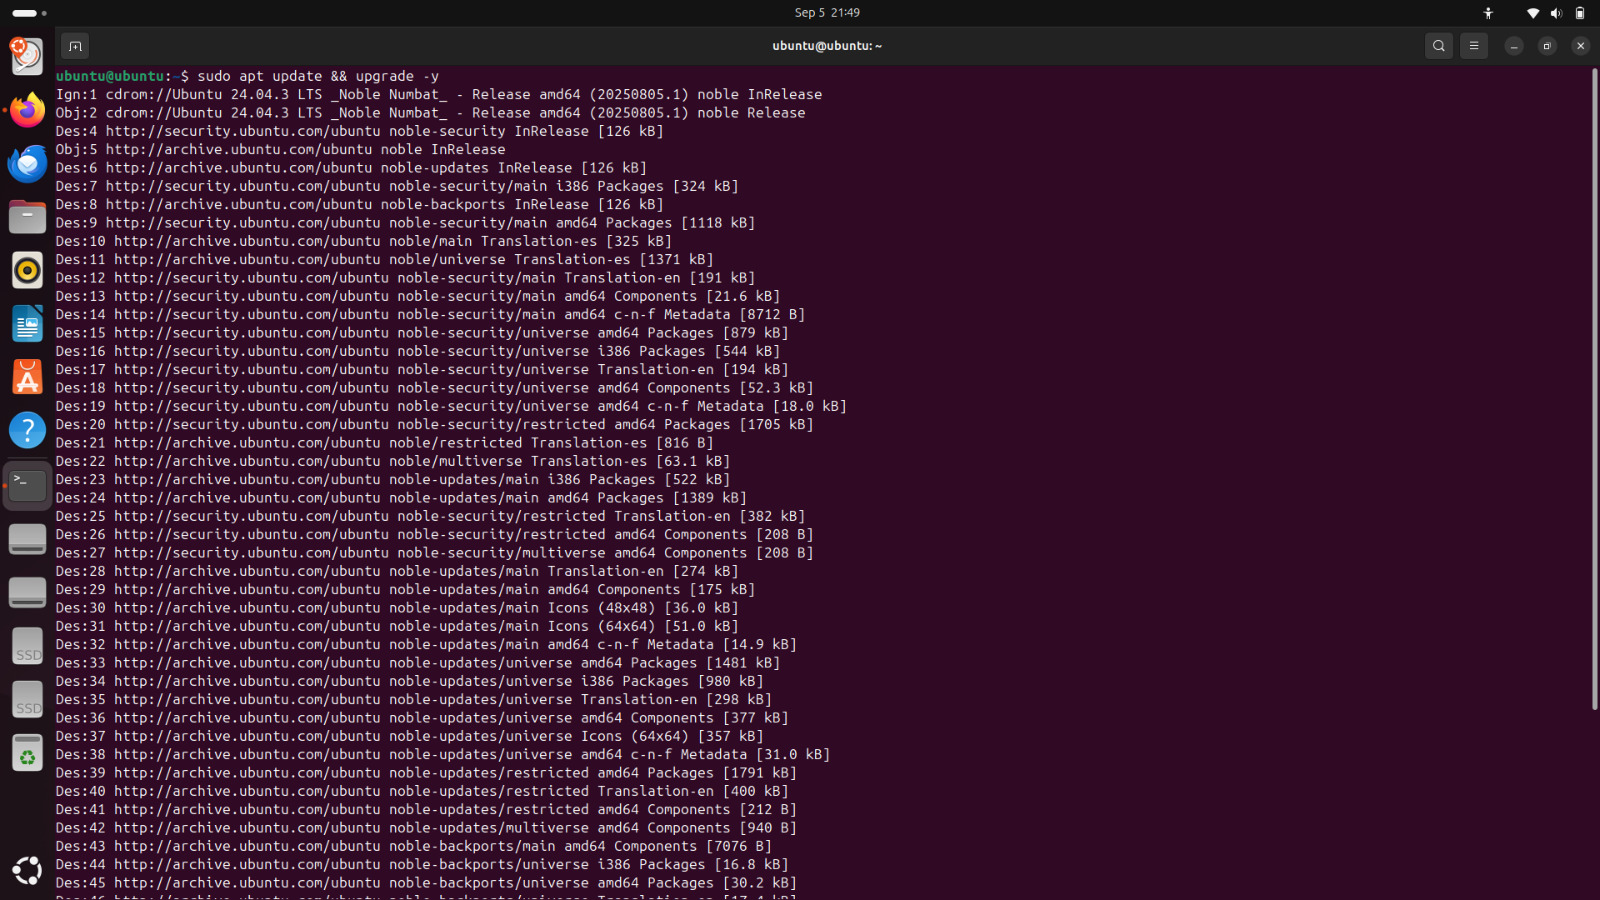 Sep 5 21:49
ubuntu@ubuntu: ~
ubuntu@ubuntu:~$ sudo apt update && upgrade -y
Ign:1 cdrom://Ubuntu 24.04.3 LTS _Noble Numbat_ - Release amd64 (20250805.1) noble InRelease
Obj:2 cdrom://Ubuntu 24.04.3 LTS _Noble Numbat_ - Release amd64 (20250805.1) noble Release
Des:4 http://security.ubuntu.com/ubuntu noble-security InRelease [126 kB]
Obj:5 http://archive.ubuntu.com/ubuntu noble InRelease
Des:6 http://archive.ubuntu.com/ubuntu noble-updates InRelease [126 kB]
Des:7 http://security.ubuntu.com/ubuntu noble-security/main i386 Packages [324 kB]
Des:8 http://archive.ubuntu.com/ubuntu noble-backports InRelease [126 kB]
Des:9 http://security.ubuntu.com/ubuntu noble-security/main amd64 Packages [1118 kB]
Des:10 http://archive.ubuntu.com/ubuntu noble/main Translation-es [325 kB]
Des:11 http://archive.ubuntu.com/ubuntu noble/universe Translation-es [1371 kB]
Des:12 http://security.ubuntu.com/ubuntu noble-security/main Translation-en [191 kB]
Des:13 http://security.ubuntu.com/ubuntu noble-security/main amd64 Components [21.6 kB]
Des:14 http://security.ubuntu.com/ubuntu noble-security/main amd64 c-n-f Metadata [8712 B]
Des:15 http://security.ubuntu.com/ubuntu noble-security/universe amd64 Packages [879 kB]
Des:16 http://security.ubuntu.com/ubuntu noble-security/universe i386 Packages [544 kB]
Des:17 http://security.ubuntu.com/ubuntu noble-security/universe Translation-en [194 kB]
Des:18 http://security.ubuntu.com/ubuntu noble-security/universe amd64 Components [52.3 kB]
Des:19 http://security.ubuntu.com/ubuntu noble-security/universe amd64 c-n-f Metadata [18.0 kB]
Des:20 http://security.ubuntu.com/ubuntu noble-security/restricted amd64 Packages [1705 kB]
Des:21 http://archive.ubuntu.com/ubuntu noble/restricted Translation-es [816 B]
Des:22 http://archive.ubuntu.com/ubuntu noble/multiverse Translation-es [63.1 kB]
Des:23 http://archive.ubuntu.com/ubuntu noble-updates/main i386 Packages [522 kB]
Des:24 http://archive.ubuntu.com/ubuntu noble-updates/main amd64 Packages [1389 kB]
Des:25 http://security.ubuntu.com/ubuntu noble-security/restricted Translation-en [382 kB]
Des:26 http://security.ubuntu.com/ubuntu noble-security/restricted amd64 Components [208 B]
Des:27 http://security.ubuntu.com/ubuntu noble-security/multiverse amd64 Components [208 B]
Des:28 http://archive.ubuntu.com/ubuntu noble-updates/main Translation-en [274 kB]
Des:29 http://archive.ubuntu.com/ubuntu noble-updates/main amd64 Components [175 kB]
Des:30 http://archive.ubuntu.com/ubuntu noble-updates/main Icons (48x48) [36.0 kB]
Des:31 http://archive.ubuntu.com/ubuntu noble-updates/main Icons (64x64) [51.0 kB]
Des:32 http://archive.ubuntu.com/ubuntu noble-updates/main amd64 c-n-f Metadata [14.9 kB]
Des:33 http://archive.ubuntu.com/ubuntu noble-updates/universe amd64 Packages [1481 kB]
Des:34 http://archive.ubuntu.com/ubuntu noble-updates/universe i386 Packages [980 kB]
Des:35 http://archive.ubuntu.com/ubuntu noble-updates/universe Translation-en [298 kB]
Des:36 http://archive.ubuntu.com/ubuntu noble-updates/universe amd64 Components [377 kB]
Des:37 http://archive.ubuntu.com/ubuntu noble-updates/universe Icons (64x64) [357 kB]
Des:38 http://archive.ubuntu.com/ubuntu noble-updates/universe amd64 c-n-f Metadata [31.0 kB]
Des:39 http://archive.ubuntu.com/ubuntu noble-updates/restricted amd64 Packages [1791 kB]
Des:40 http://archive.ubuntu.com/ubuntu noble-updates/restricted Translation-en [400 kB]
Des:41 http://archive.ubuntu.com/ubuntu noble-updates/restricted amd64 Components [212 B]
Des:42 http://archive.ubuntu.com/ubuntu noble-updates/multiverse amd64 Components [940 B]
Des:43 http://archive.ubuntu.com/ubuntu noble-backports/main amd64 Components [7076 B]
Des:44 http://archive.ubuntu.com/ubuntu noble-backports/universe i386 Packages [16.8 kB]
Des:45 http://archive.ubuntu.com/ubuntu noble-backports/universe amd64 Packages [30.2 kB]
SSD
SSD